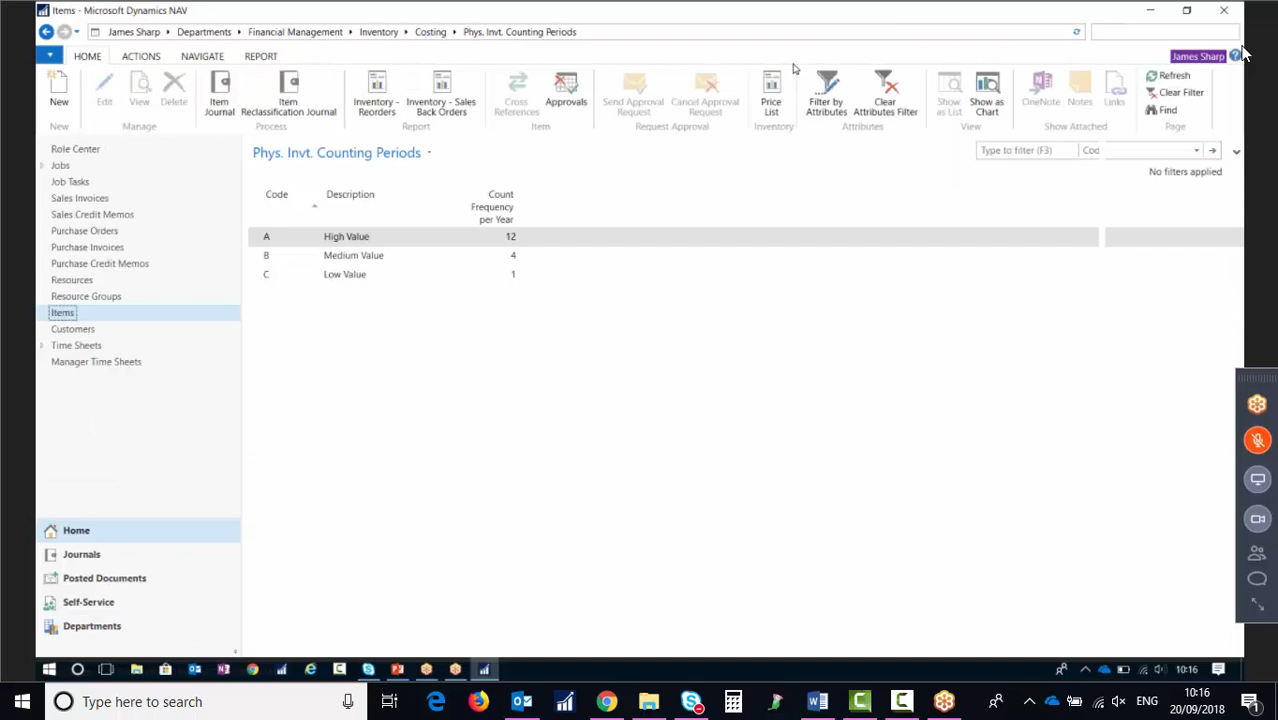 Items - Microsoft Dynamics NAV
James Sharp Departments Financial Management Inventory Costing Phys. Invt. Counting Periods
HOME ACTIONS NAVIGATE REPORT James Sharp
New Edit View Delete Item Journal Item Reclassification Journal Inventory - Reorders Inventory - Sales Back Orders Cross References Approvals Send Approval Request Cancel Approval Request Price List Filter by Attributes Clear Attributes Filter Show as List Show as Chart OneNote Notes Links Refresh Clear Filter Find
New Manage Process Report Item Request Approval Inventory Attributes View Show Attached Page
Role Center
Jobs
Job Tasks
Sales Invoices
Sales Credit Memos
Purchase Orders
Purchase Invoices
Purchase Credit Memos
Resources
Resource Groups
Items
Customers
Time Sheets
Manager Time Sheets
Home
Journals
Posted Documents
Self-Service
Departments
Phys. Invt. Counting Periods
Type to filter (F3) Cod
No filters applied
Code Description Count Frequency per Year
A High Value 12
B Medium Value 4
C Low Value 1
10:16
Type here to search
ENG
10:16
20/09/2018
1